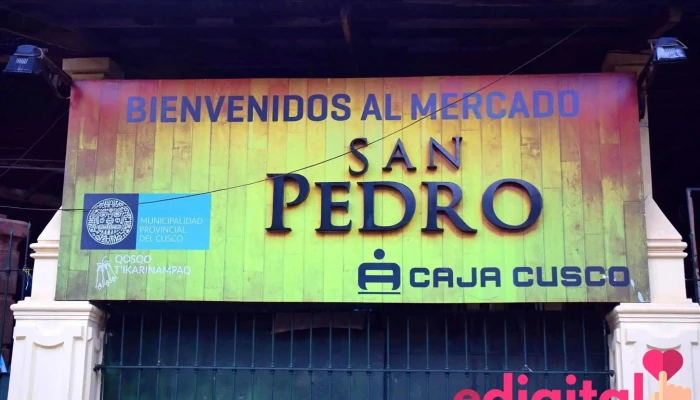 BIENVENIDOS AL MERCADO
SAN
PEDRO
MUNICIPALIDAD
PROVINCIAL
DEL CUSCO
QOSQO
T'IKARINAMPAQ
CAJA CUSCO
edigital